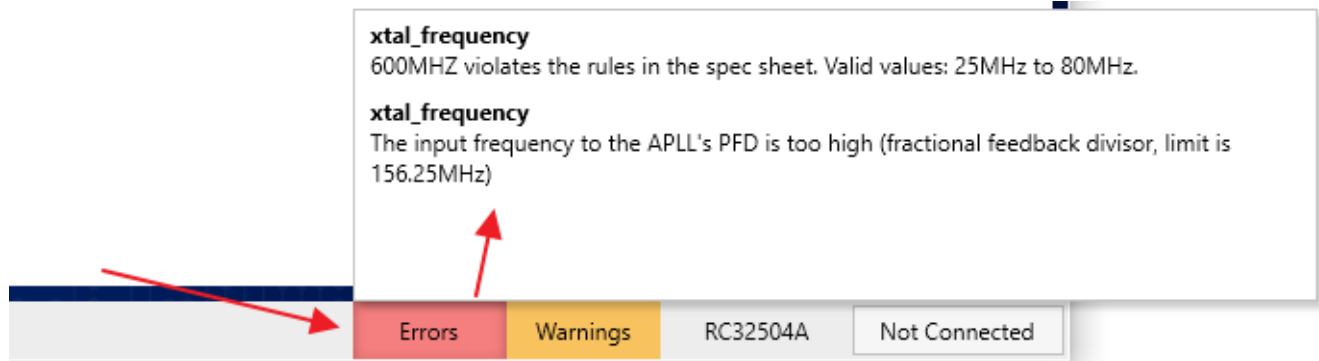 xtal_frequency
600MHZ violates the rules in the spec sheet. Valid values: 25MHz to 80MHz.
xtal_frequency
The input frequency to the APLL's PFD is too high (fractional feedback divisor, limit is
156.25MHz)
Errors Warnings RC32504A Not Connected